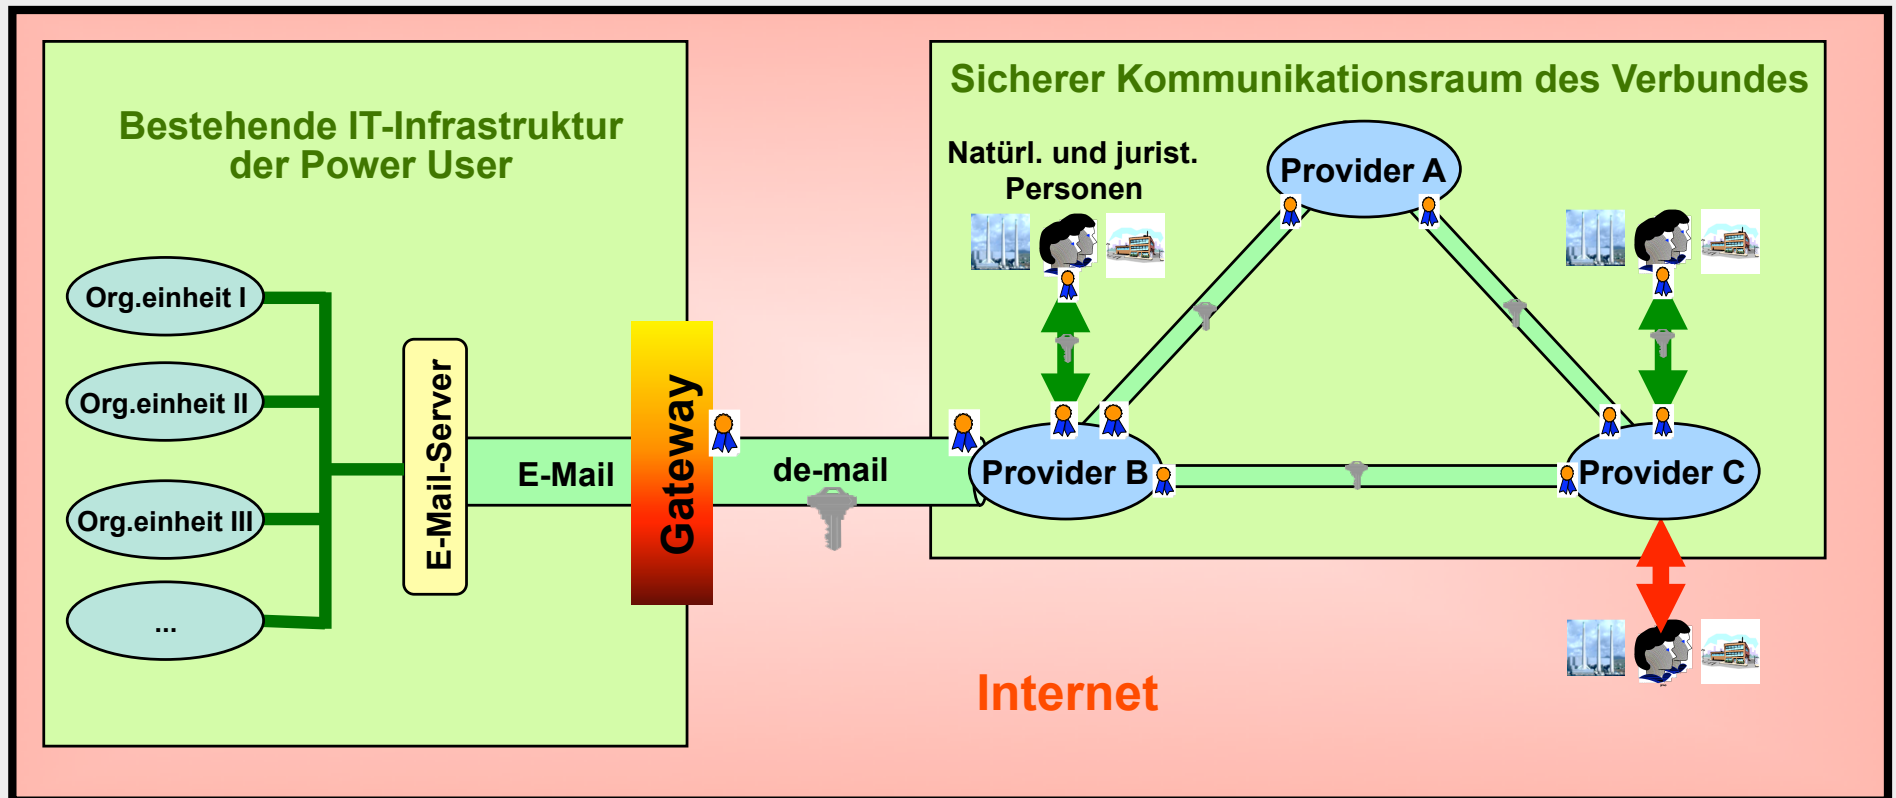 Bestehende IT-Infrastruktur
der Power User
Org.einheit I
Org.einheit II
Org.einheit III
...
E-Mail-Server
E-Mail
Gateway
de-mail
Sicherer Kommunikationsraum des Verbundes
Natürl. und jurist.
Personen
Provider A
Provider B
Provider C
Internet